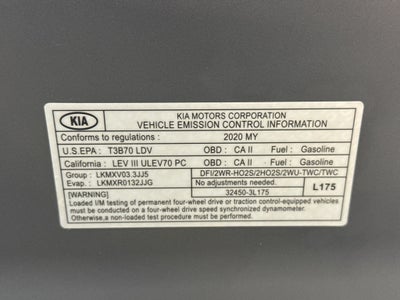 KIA
KIA MOTORS CORPORATION
VEHICLE EMISSION CONTROL INFORMATION
Conforms to regulations : 2020 MY
U.S.EPA : T3B70 LDV OBD : CA II Fuel : Gasoline
California : LEV III ULEV70 PC OBD : CA II Fuel : Gasoline
Group : LKMXV03.3JJ5 DFI/2WR-HO2S/2HO2S/2WU-TWC/TWC
Evap. : LKMXR0132JJG No adjustments needed. L175
[WARNING] 32450-3L175
Loaded I/M testing of permanent four-wheel drive or traction control-equipped vehicles
must be conducted on a four-wheel drive speed synchronized dynamometer.
Otherwise, a non-loaded test procedure must be conducted.